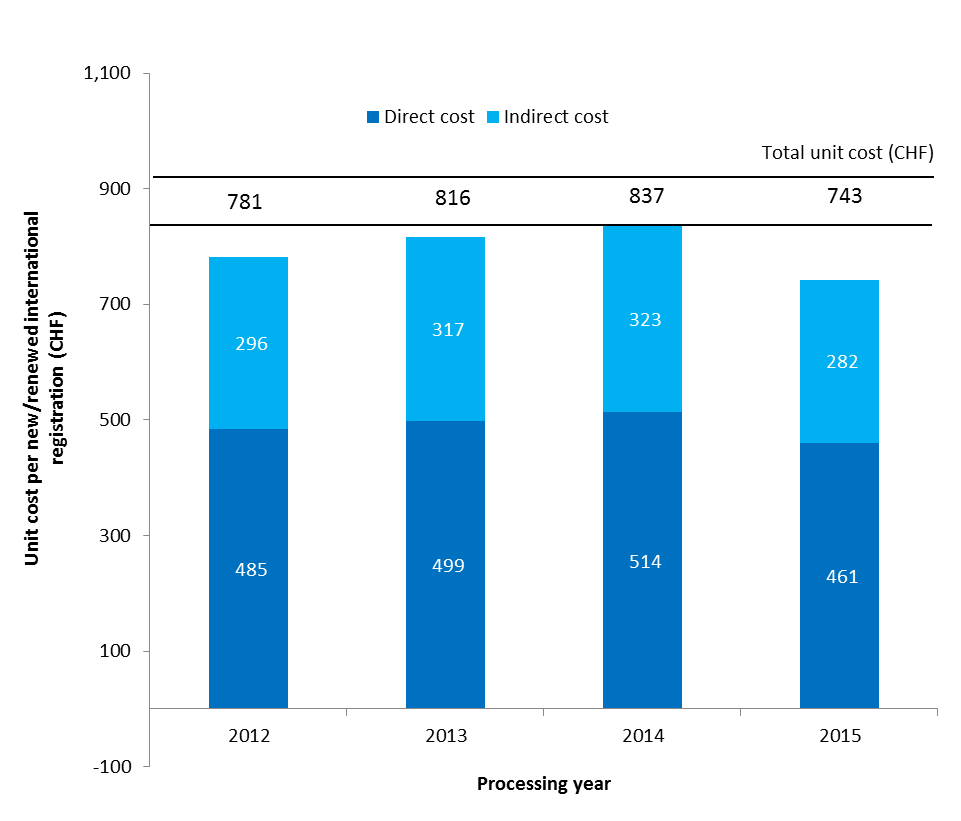 1,100
Direct cost Indirect cost
Total unit cost (CHF)
900
781 816 837 743
Unit cost per new/renewed international
registration (CHF)
700
296 317 323 282
500
485 499 514 461
300
100
2012 2013 2014 2015
-100
Processing year